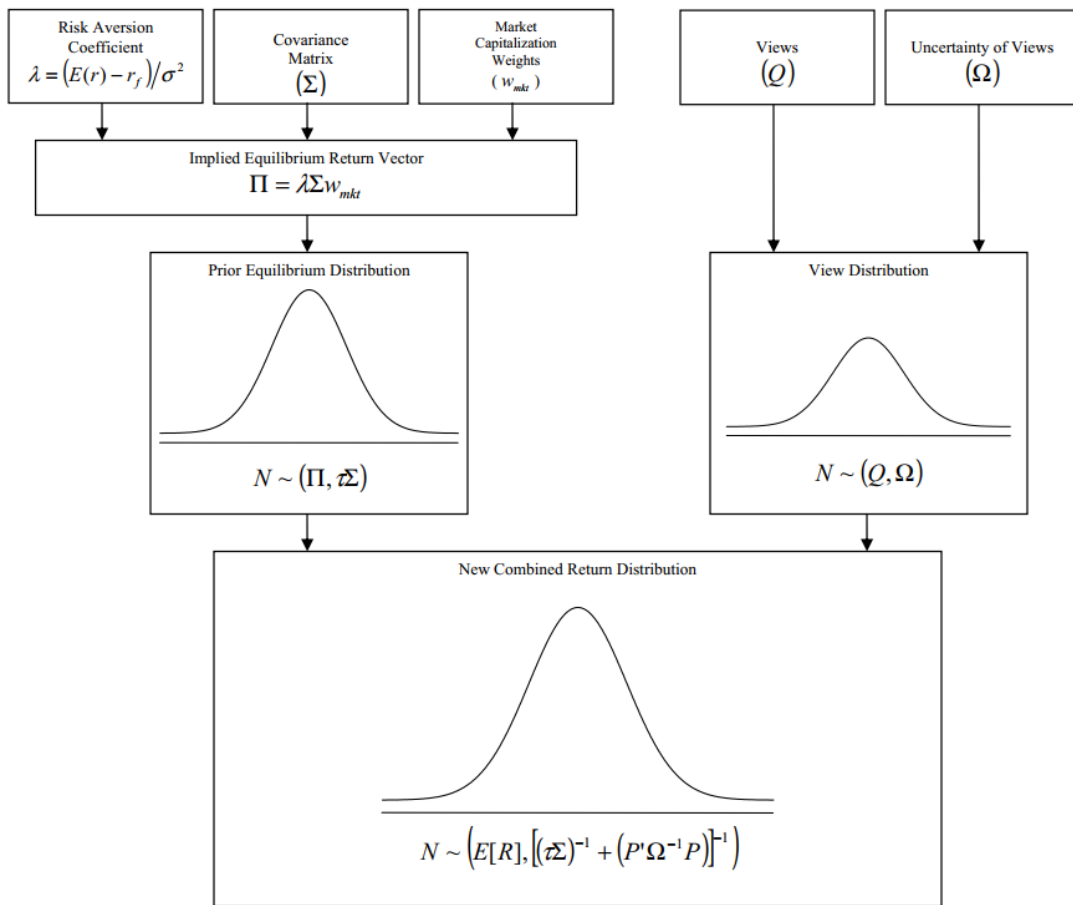 Risk Aversion
Coefficient
λ = (E(r) − r_f)/σ²
Covariance
Matrix
(Σ)
Market
Capitalization
Weights
(w_mkt)
Views
(Q)
Uncertainty of Views
(Ω)
Implied Equilibrium Return Vector
Π = λΣw_mkt
Prior Equilibrium Distribution
N ~ (Π, τΣ)
View Distribution
N ~ (Q, Ω)
New Combined Return Distribution
N ~ (E[R], [(τΣ)⁻¹ + (P'Ω⁻¹P)]⁻¹)